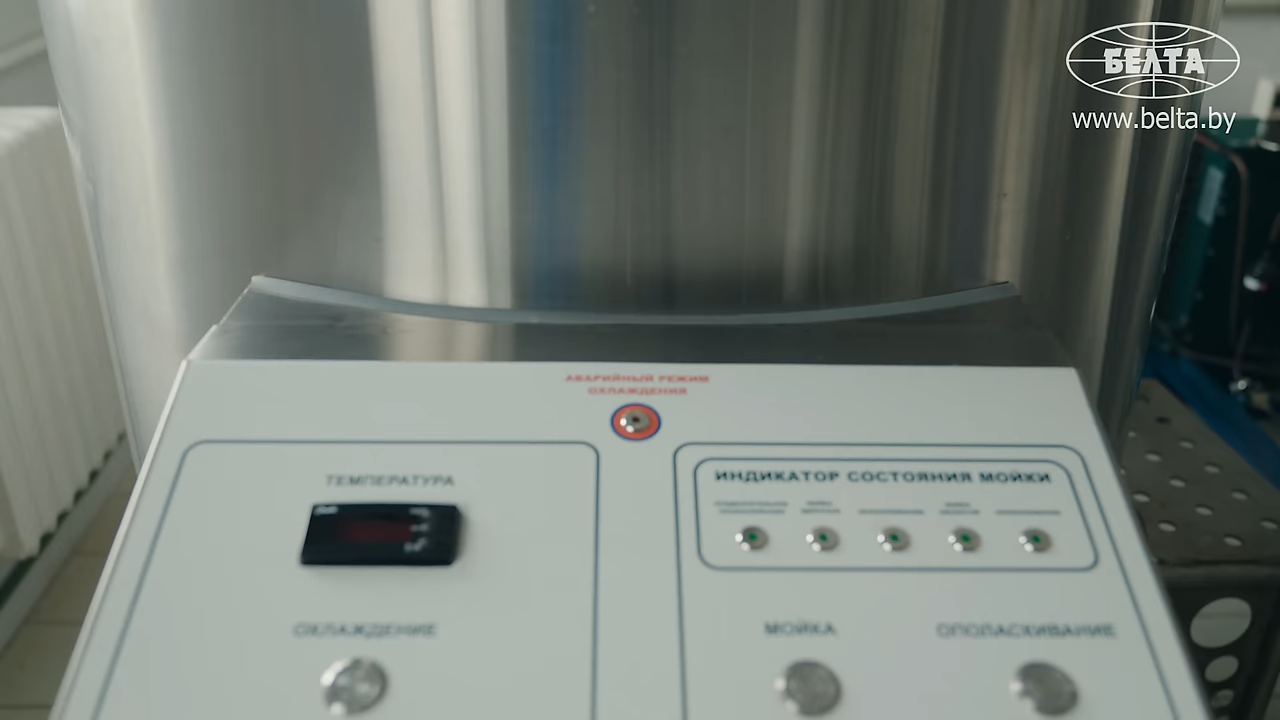 БЕЛТА
www.belta.by
АВАРИЙНЫЙ РЕЖИМ
ОХЛАЖДЕНИЯ
ТЕМПЕРАТУРА
ИНДИКАТОР СОСТОЯНИЯ МОЙКИ
ОХЛАЖДЕНИЕ
МОЙКА
ОПОЛАСКИВАНИЕ